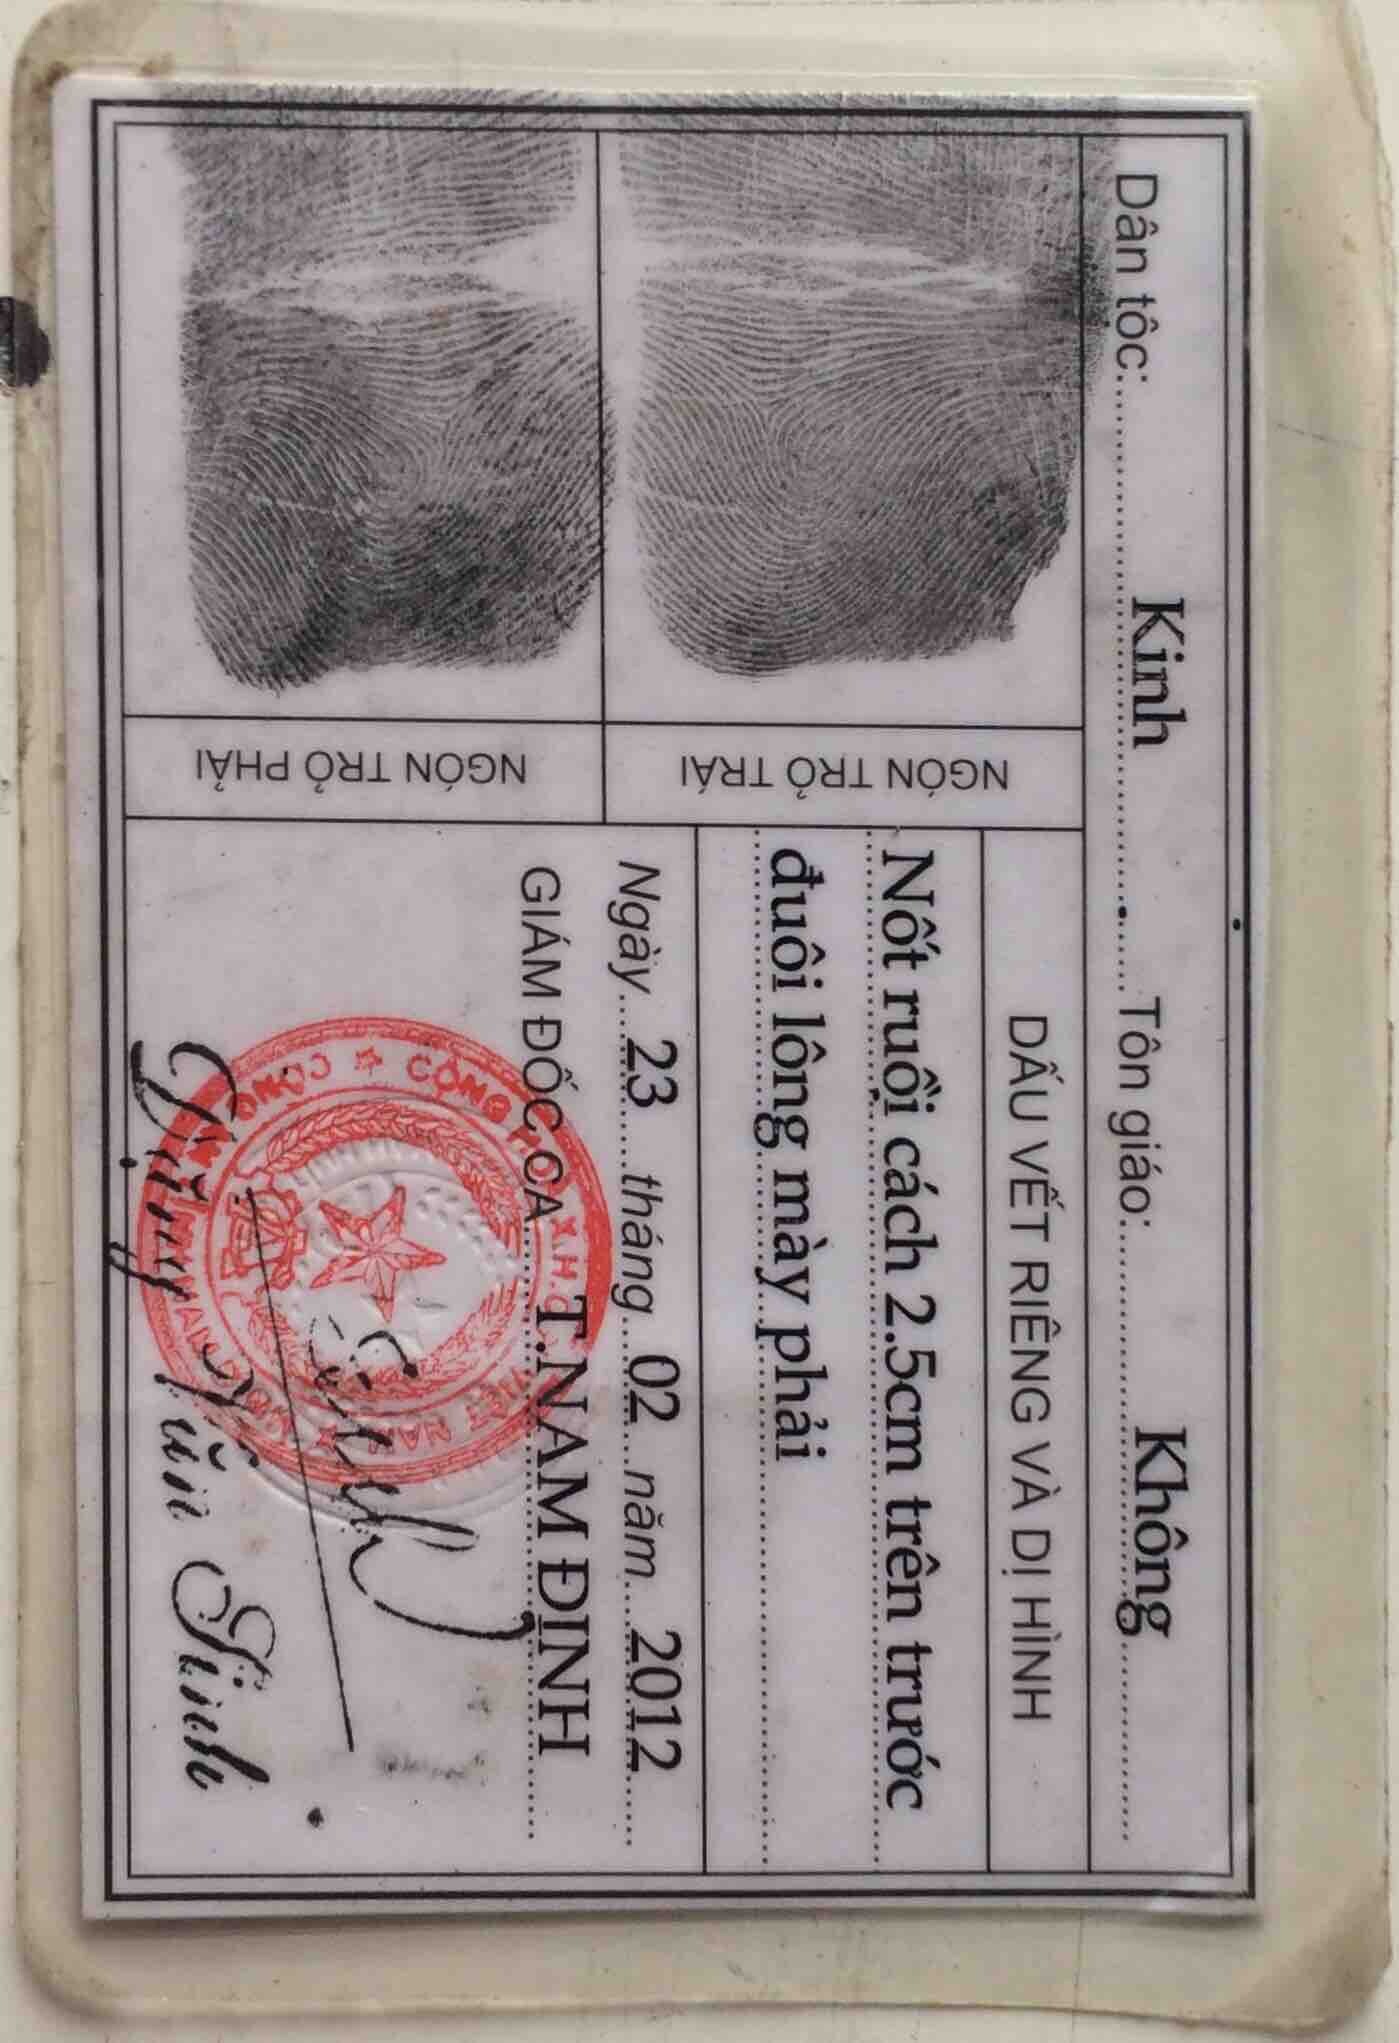 Dân tộc: Kinh Tôn giáo: Không
NGÓN TRỎ TRÁI
NGÓN TRỎ PHẢI
DẤU VẾT RIÊNG VÀ DỊ HÌNH
Nốt ruồi cách 2.5cm trên trước
đuôi lông mày phải
Ngày 23 tháng 02 năm 2012
GIÁM ĐỐC CA T.NAM ĐỊNH
Văn Sinh